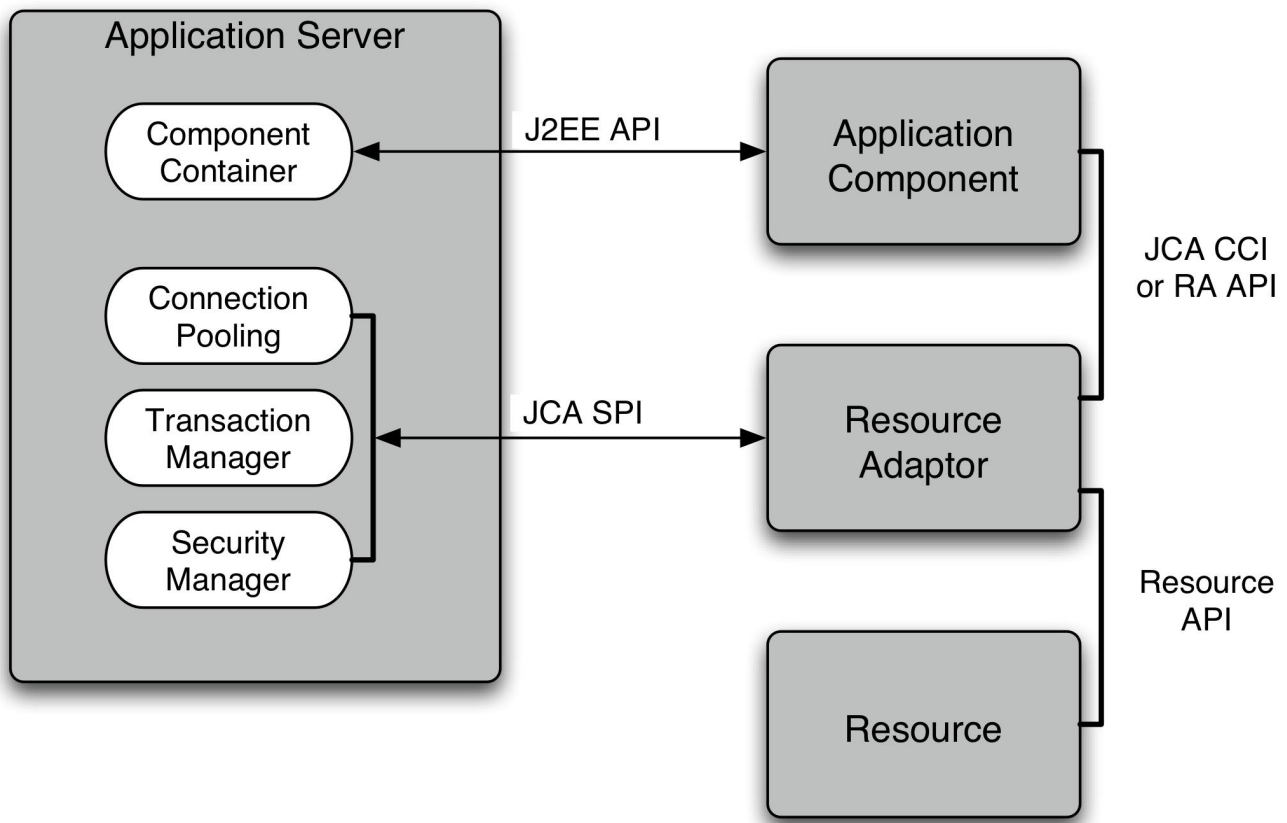 Application Server
Component
Container
J2EE API
Application
Component
JCA CCI
or RA API
Connection
Pooling
Transaction
Manager
Security
Manager
JCA SPI
Resource
Adaptor
Resource
API
Resource